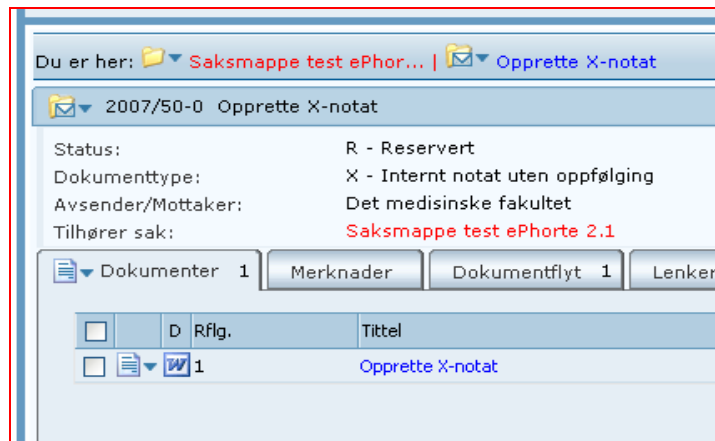 Du er her: Saksmappe test ePhor... | Opprette X-notat
2007/50-0 Opprette X-notat
Status: R - Reservert
Dokumenttype: X - Internt notat uten oppfølging
Avsender/Mottaker: Det medisinske fakultet
Tilhører sak: Saksmappe test ePhorte 2.1
Dokumenter 1 Merknader Dokumentflyt 1 Lenker
D Rflg. Tittel
W 1 Opprette X-notat